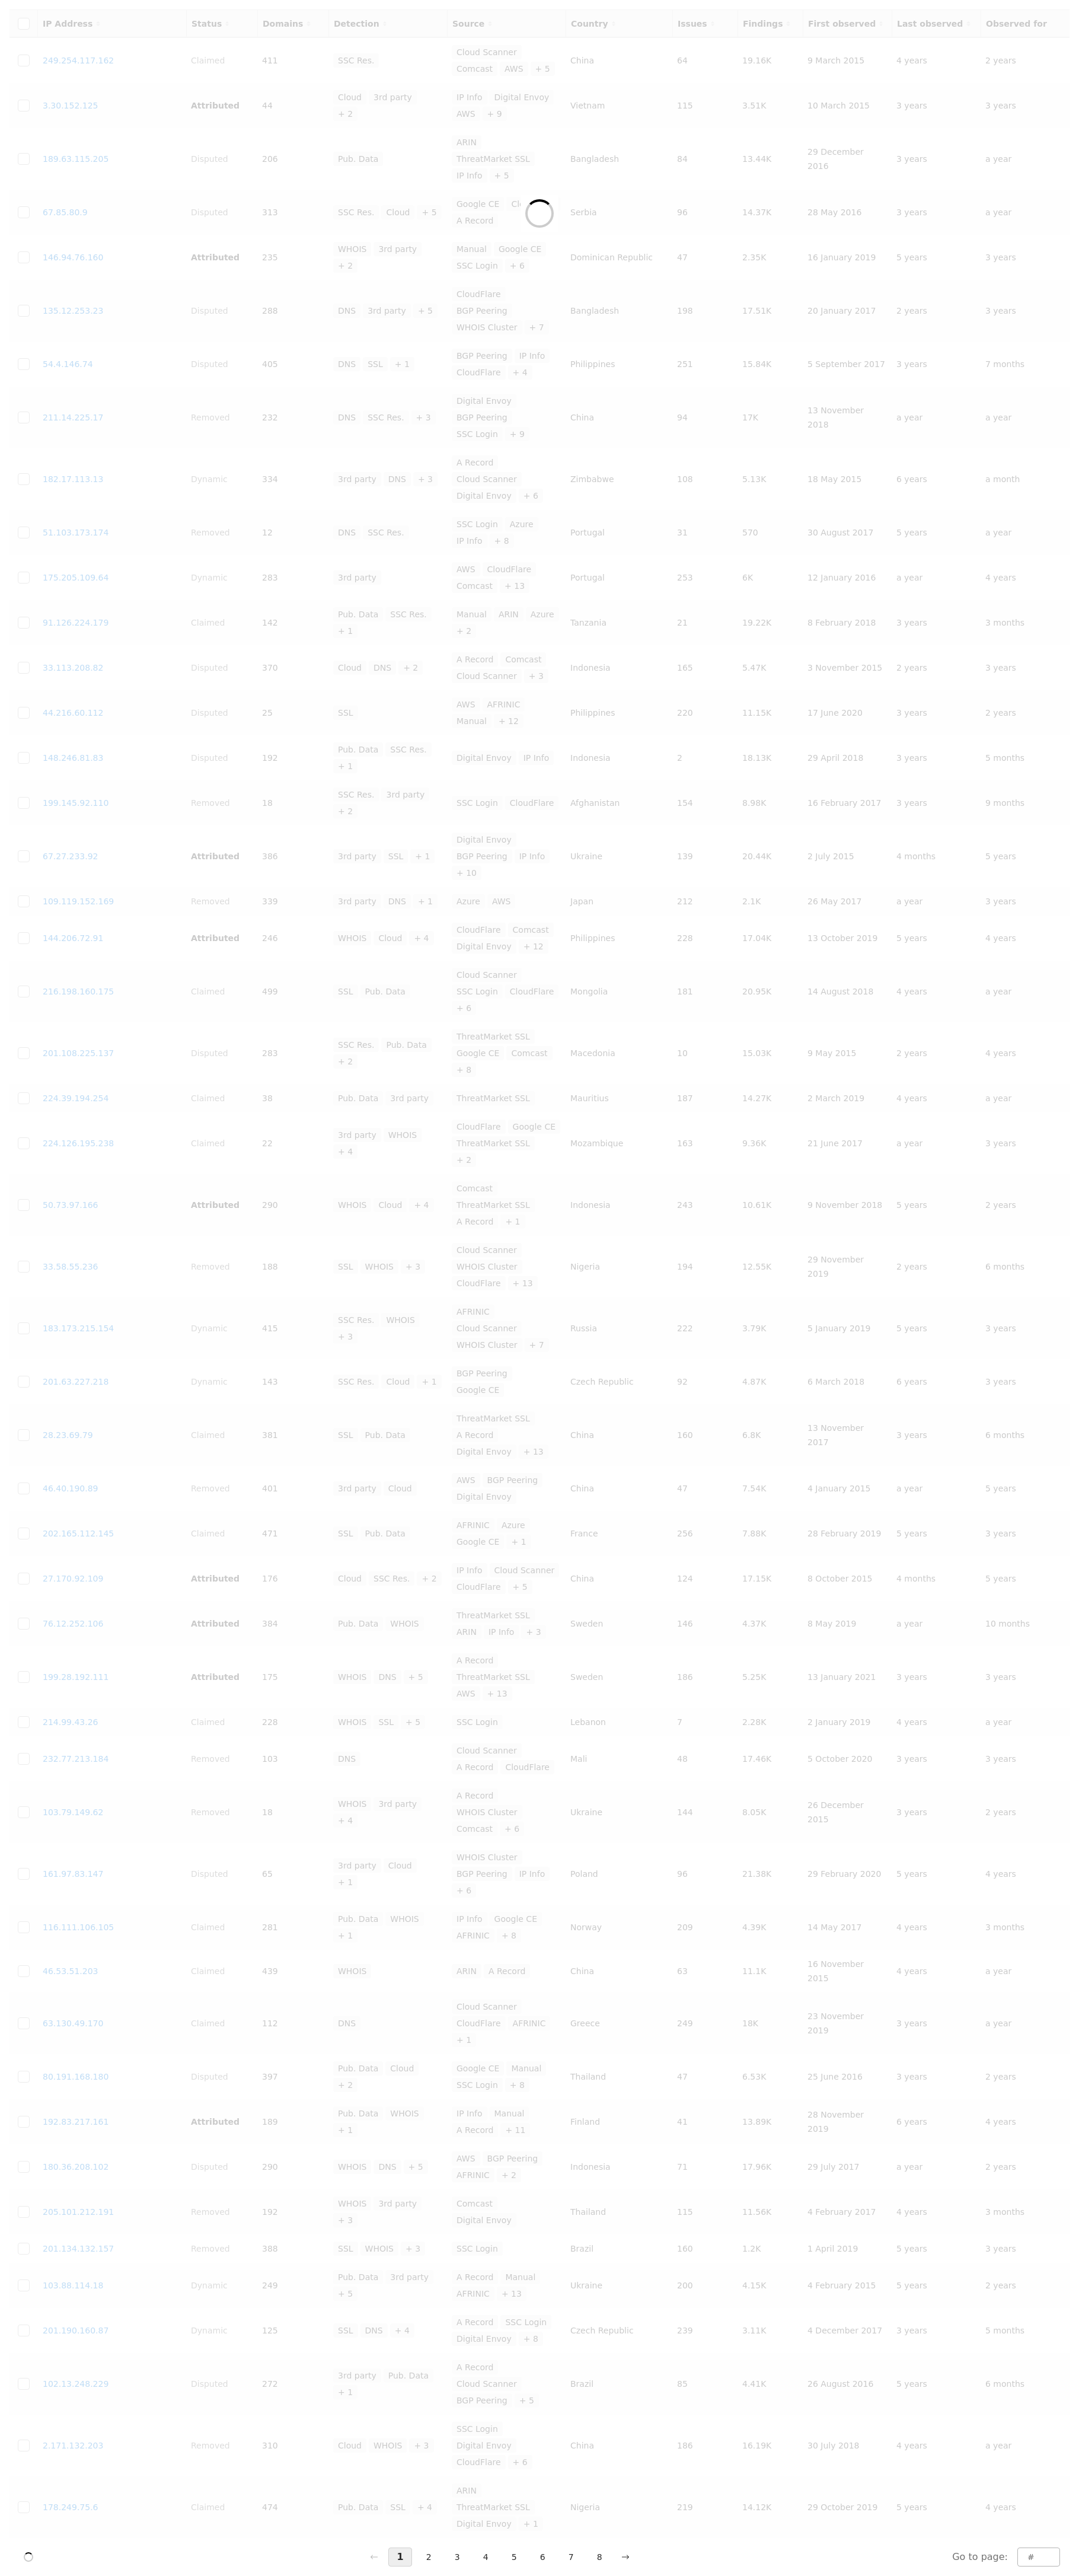 IP Address Status Domains Detection Source Country Issues Findings First observed Last observed Observed for
249.254.117.162 Claimed 411 SSC Res. Cloud Scanner Comcast AWS + 5 China 64 19.16K 9 March 2015 4 years 2 years
3.30.152.125 Attributed 44 Cloud 3rd party + 2 IP Info Digital Envoy AWS + 9 Vietnam 115 3.51K 10 March 2015 3 years 3 years
189.63.115.205 Disputed 206 Pub. Data ARIN ThreatMarket SSL IP Info + 5 Bangladesh 84 13.44K 29 December 2016 3 years a year
67.85.80.9 Disputed 313 SSC Res. Cloud + 5 Google CE A Record Serbia 96 14.37K 28 May 2016 3 years a year
146.94.76.160 Attributed 235 WHOIS 3rd party + 2 Manual Google CE SSC Login + 6 Dominican Republic 47 2.35K 16 January 2019 5 years 3 years
135.12.253.23 Disputed 288 DNS 3rd party + 5 CloudFlare BGP Peering WHOIS Cluster + 7 Bangladesh 198 17.51K 20 January 2017 2 years 3 years
54.4.146.74 Disputed 405 DNS SSL + 1 BGP Peering IP Info CloudFlare + 4 Philippines 251 15.84K 5 September 2017 3 years 7 months
211.14.225.17 Removed 232 DNS SSC Res. + 3 Digital Envoy BGP Peering SSC Login + 9 China 94 17K 13 November 2018 a year a year
182.17.113.13 Dynamic 334 3rd party DNS + 3 A Record Cloud Scanner Digital Envoy + 6 Zimbabwe 108 5.13K 18 May 2015 6 years a month
51.103.173.174 Removed 12 DNS SSC Res. SSC Login Azure IP Info + 8 Portugal 31 570 30 August 2017 5 years a year
175.205.109.64 Dynamic 283 3rd party AWS CloudFlare Comcast + 13 Portugal 253 6K 12 January 2016 a year 4 years
91.126.224.179 Claimed 142 Pub. Data SSC Res. + 1 Manual ARIN Azure + 2 Tanzania 21 19.22K 8 February 2018 3 years 3 months
33.113.208.82 Disputed 370 Cloud DNS + 2 A Record Comcast Cloud Scanner + 3 Indonesia 165 5.47K 3 November 2015 2 years 3 years
44.216.60.112 Disputed 25 SSL AWS AFRINIC Manual + 12 Philippines 220 11.15K 17 June 2020 3 years 2 years
148.246.81.83 Disputed 192 Pub. Data SSC Res. + 1 Digital Envoy IP Info Indonesia 2 18.13K 29 April 2018 3 years 5 months
199.145.92.110 Removed 18 SSC Res. 3rd party + 2 SSC Login CloudFlare Afghanistan 154 8.98K 16 February 2017 3 years 9 months
67.27.233.92 Attributed 386 3rd party SSL + 1 Digital Envoy BGP Peering IP Info + 10 Ukraine 139 20.44K 2 July 2015 4 months 5 years
109.119.152.169 Removed 339 3rd party DNS + 1 Azure AWS Japan 212 2.1K 26 May 2017 a year 3 years
144.206.72.91 Attributed 246 WHOIS Cloud + 4 CloudFlare Comcast Digital Envoy + 12 Philippines 228 17.04K 13 October 2019 5 years 4 years
216.198.160.175 Claimed 499 SSL Pub. Data Cloud Scanner SSC Login CloudFlare + 6 Mongolia 181 20.95K 14 August 2018 4 years a year
201.108.225.137 Disputed 283 SSC Res. Pub. Data + 2 ThreatMarket SSL Google CE Comcast + 8 Macedonia 10 15.03K 9 May 2015 2 years 4 years
224.39.194.254 Claimed 38 Pub. Data 3rd party ThreatMarket SSL Mauritius 187 14.27K 2 March 2019 4 years a year
224.126.195.238 Claimed 22 3rd party WHOIS + 4 CloudFlare Google CE ThreatMarket SSL + 2 Mozambique 163 9.36K 21 June 2017 a year 3 years
50.73.97.166 Attributed 290 WHOIS Cloud + 4 Comcast ThreatMarket SSL A Record + 1 Indonesia 243 10.61K 9 November 2018 5 years 2 years
33.58.55.236 Removed 188 SSL WHOIS + 3 Cloud Scanner WHOIS Cluster CloudFlare + 13 Nigeria 194 12.55K 29 November 2019 2 years 6 months
183.173.215.154 Dynamic 415 SSC Res. WHOIS + 3 AFRINIC Cloud Scanner WHOIS Cluster + 7 Russia 222 3.79K 5 January 2019 5 years 3 years
201.63.227.218 Dynamic 143 SSC Res. Cloud + 1 BGP Peering Google CE Czech Republic 92 4.87K 6 March 2018 6 years 3 years
28.23.69.79 Claimed 381 SSL Pub. Data ThreatMarket SSL A Record Digital Envoy + 13 China 160 6.8K 13 November 2017 3 years 6 months
46.40.190.89 Removed 401 3rd party Cloud AWS BGP Peering Digital Envoy China 47 7.54K 4 January 2015 a year 5 years
202.165.112.145 Claimed 471 SSL Pub. Data AFRINIC Azure Google CE + 1 France 256 7.88K 28 February 2019 5 years 3 years
27.170.92.109 Attributed 176 Cloud SSC Res. + 2 IP Info Cloud Scanner CloudFlare + 5 China 124 17.15K 8 October 2015 4 months 5 years
76.12.252.106 Attributed 384 Pub. Data WHOIS ThreatMarket SSL ARIN IP Info + 3 Sweden 146 4.37K 8 May 2019 a year 10 months
199.28.192.111 Attributed 175 WHOIS DNS + 5 A Record ThreatMarket SSL AWS + 13 Sweden 186 5.25K 13 January 2021 3 years 3 years
214.99.43.26 Claimed 228 WHOIS SSL + 5 SSC Login Lebanon 7 2.28K 2 January 2019 4 years a year
232.77.213.184 Removed 103 DNS Cloud Scanner A Record CloudFlare Mali 48 17.46K 5 October 2020 3 years 3 years
103.79.149.62 Removed 18 WHOIS 3rd party + 4 A Record WHOIS Cluster Comcast + 6 Ukraine 144 8.05K 26 December 2015 3 years 2 years
161.97.83.147 Disputed 65 3rd party Cloud + 1 WHOIS Cluster BGP Peering IP Info + 6 Poland 96 21.38K 29 February 2020 5 years 4 years
116.111.106.105 Claimed 281 Pub. Data WHOIS + 1 IP Info Google CE AFRINIC + 8 Norway 209 4.39K 14 May 2017 4 years 3 months
46.53.51.203 Claimed 439 WHOIS ARIN A Record China 63 11.1K 16 November 2015 4 years a year
63.130.49.170 Claimed 112 DNS Cloud Scanner CloudFlare AFRINIC + 1 Greece 249 18K 23 November 2019 3 years a year
80.191.168.180 Disputed 397 Pub. Data Cloud + 2 Google CE Manual SSC Login + 8 Thailand 47 6.53K 25 June 2016 3 years 2 years
192.83.217.161 Attributed 189 Pub. Data WHOIS + 1 IP Info Manual A Record + 11 Finland 41 13.89K 28 November 2019 6 years 4 years
180.36.208.102 Disputed 290 WHOIS DNS + 5 AWS BGP Peering AFRINIC + 2 Indonesia 71 17.96K 29 July 2017 a year 2 years
205.101.212.191 Removed 192 WHOIS 3rd party + 3 Comcast Digital Envoy Thailand 115 11.56K 4 February 2017 4 years 3 months
201.134.132.157 Removed 388 SSL WHOIS + 3 SSC Login Brazil 160 1.2K 1 April 2019 5 years 3 years
103.88.114.18 Dynamic 249 Pub. Data 3rd party + 5 A Record Manual AFRINIC + 13 Ukraine 200 4.15K 4 February 2015 5 years 2 years
201.190.160.87 Dynamic 125 SSL DNS + 4 A Record SSC Login Digital Envoy + 8 Czech Republic 239 3.11K 4 December 2017 3 years 5 months
102.13.248.229 Disputed 272 3rd party Pub. Data + 1 A Record Cloud Scanner BGP Peering + 5 Brazil 85 4.41K 26 August 2016 5 years 6 months
2.171.132.203 Removed 310 Cloud WHOIS + 3 SSC Login Digital Envoy CloudFlare + 6 China 186 16.19K 30 July 2018 4 years a year
178.249.75.6 Claimed 474 Pub. Data SSL + 4 ARIN ThreatMarket SSL Digital Envoy + 1 Nigeria 219 14.12K 29 October 2019 5 years 4 years
← 1 2 3 4 5 6 7 8 → Go to page: #